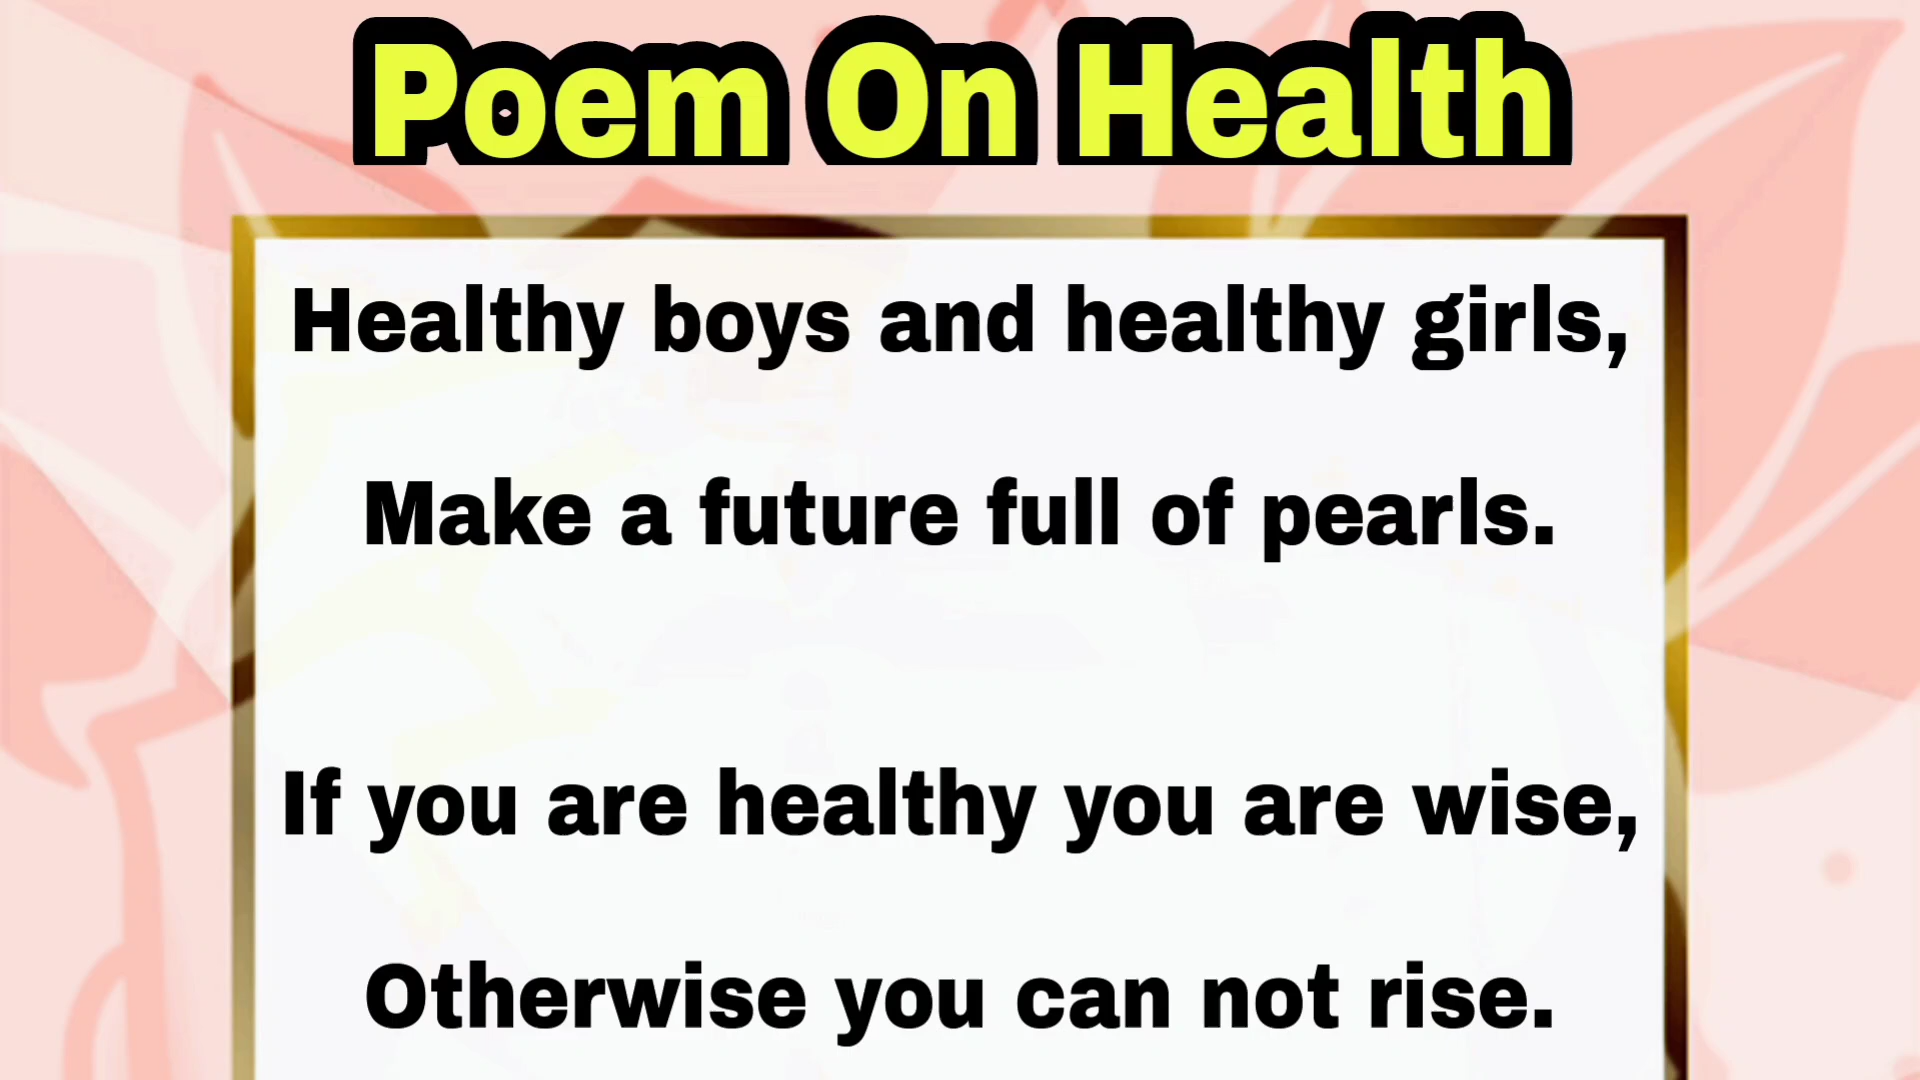 Poem On Health
Healthy boys and healthy girls,
Make a future full of pearls.
If you are healthy you are wise,
Otherwise you can not rise.